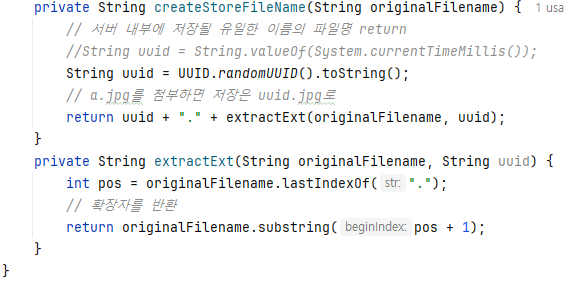 private String createStoreFileName(String originalFilename) { 1 usa
// 서버 내부에 저장될 유일한 이름의 파일명 return
//String uuid = String.valueOf(System.currentTimeMillis());
String uuid = UUID.randomUUID().toString();
// a.jpg를 첨부하면 저장은 uuid.jpg로
return uuid + "." + extractExt(originalFilename, uuid);
}
private String extractExt(String originalFilename, String uuid) {
int pos = originalFilename.lastIndexOf( str: ".");
// 확장자를 반환
return originalFilename.substring( beginIndex: pos + 1);
}
}